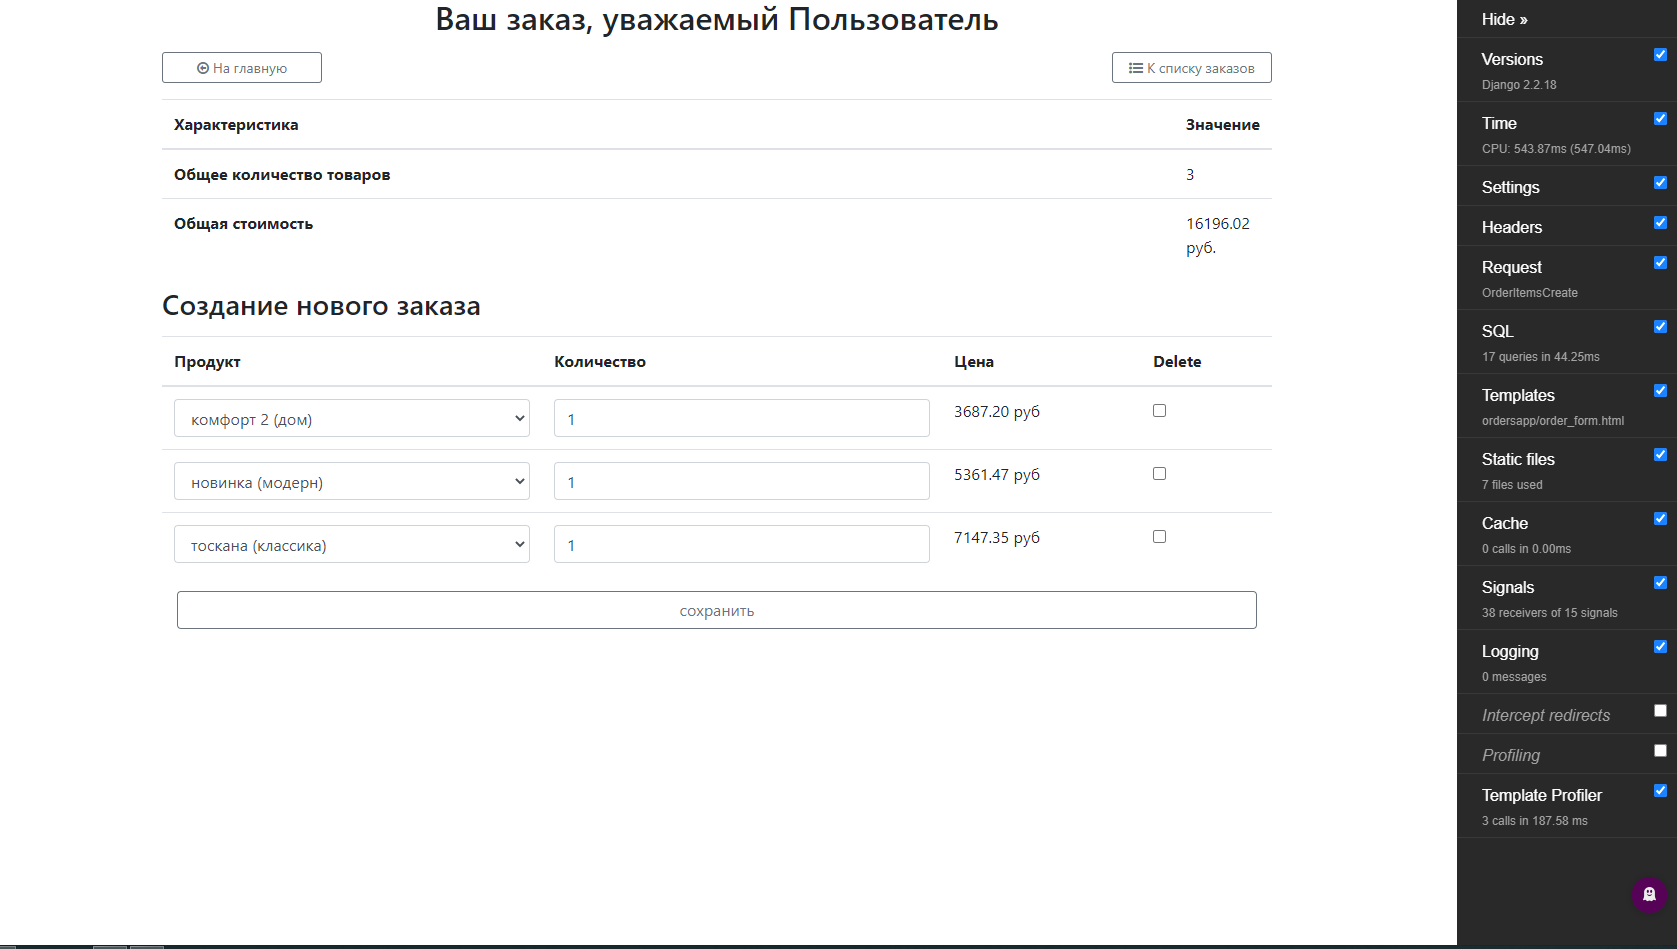 Ваш заказ, уважаемый Пользователь
На главную
К списку заказов
Характеристика Значение
Общее количество товаров 3
Общая стоимость 16196.02
руб.
Создание нового заказа
Продукт Количество Цена Delete
комфорт 2 (дом) 1 3687.20 руб
новинка (модерн) 1 5361.47 руб
тоскана (классика) 1 7147.35 руб
сохранить
Hide »
Versions
Django 2.2.18
Time
CPU: 543.87ms (547.04ms)
Settings
Headers
Request
OrderItemsCreate
SQL
17 queries in 44.25ms
Templates
ordersapp/order_form.html
Static files
7 files used
Cache
0 calls in 0.00ms
Signals
38 receivers of 15 signals
Logging
0 messages
Intercept redirects
Profiling
Template Profiler
3 calls in 187.58 ms